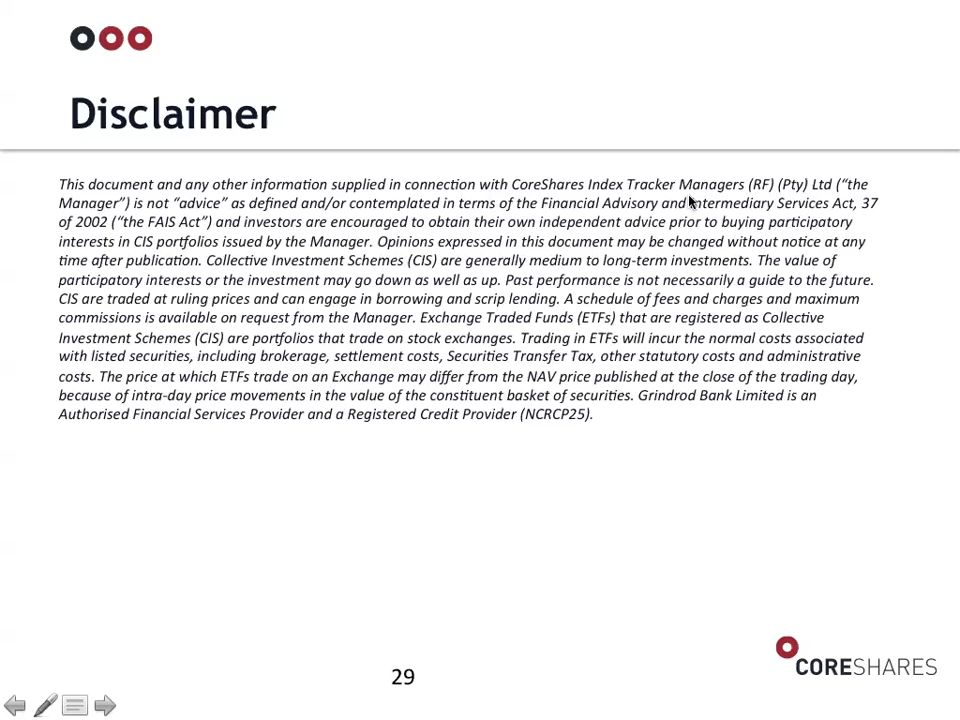 Disclaimer
This document and any other information supplied in connection with CoreShares Index Tracker Managers (RF) (Pty) Ltd (“the
Manager”) is not “advice” as defined and/or contemplated in terms of the Financial Advisory and Intermediary Services Act, 37
of 2002 (“the FAIS Act”) and investors are encouraged to obtain their own independent advice prior to buying participatory
interests in CIS portfolios issued by the Manager. Opinions expressed in this document may be changed without notice at any
time after publication. Collective Investment Schemes (CIS) are generally medium to long-term investments. The value of
participatory interests or the investment may go down as well as up. Past performance is not necessarily a guide to the future.
CIS are traded at ruling prices and can engage in borrowing and scrip lending. A schedule of fees and charges and maximum
commissions is available on request from the Manager. Exchange Traded Funds (ETFs) that are registered as Collective
Investment Schemes (CIS) are portfolios that trade on stock exchanges. Trading in ETFs will incur the normal costs associated
with listed securities, including brokerage, settlement costs, Securities Transfer Tax, other statutory costs and administrative
costs. The price at which ETFs trade on an Exchange may differ from the NAV price published at the close of the trading day,
because of intra-day price movements in the value of the constituent basket of securities. Grindrod Bank Limited is an
Authorised Financial Services Provider and a Registered Credit Provider (NCRCP25).
CORESHARES
29